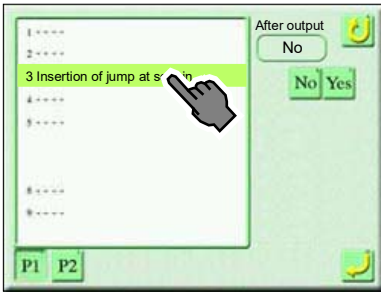 1 ----
2 ----
3 Insertion of jump at
4 ----
5 ----
8 ----
9 ----
After output
No
No Yes
P1 P2